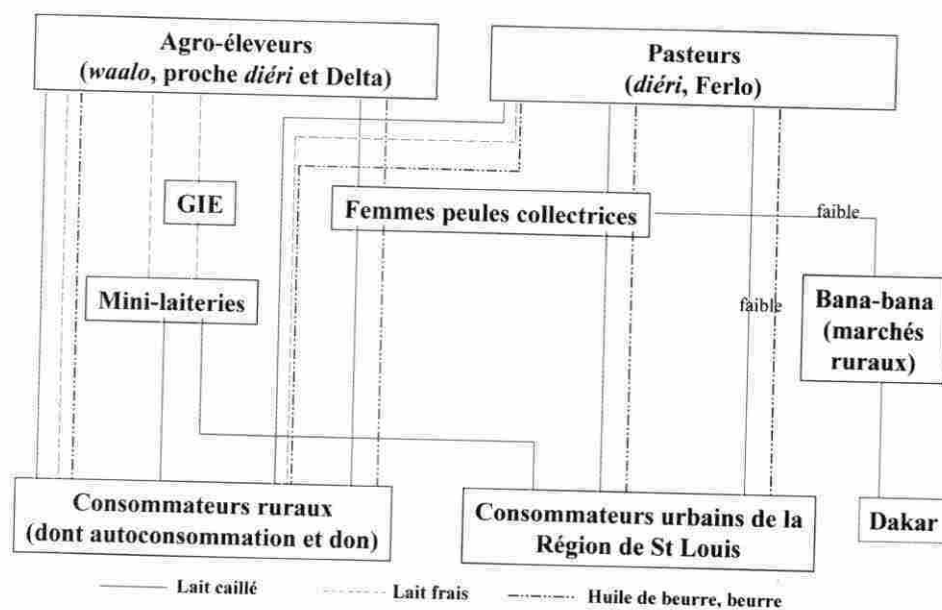 Agro-éleveurs
(waalo, proche diéri et Delta)
Pasteurs
(diéri, Ferlo)
GIE
Femmes peules collectrices
faible
Mini-laiteries
faible
Bana-bana
(marchés
ruraux)
Consommateurs ruraux
(dont autoconsommation et don)
Consommateurs urbains de la
Région de St Louis
Dakar
Lait caillé
Lait frais
Huile de beurre, beurre